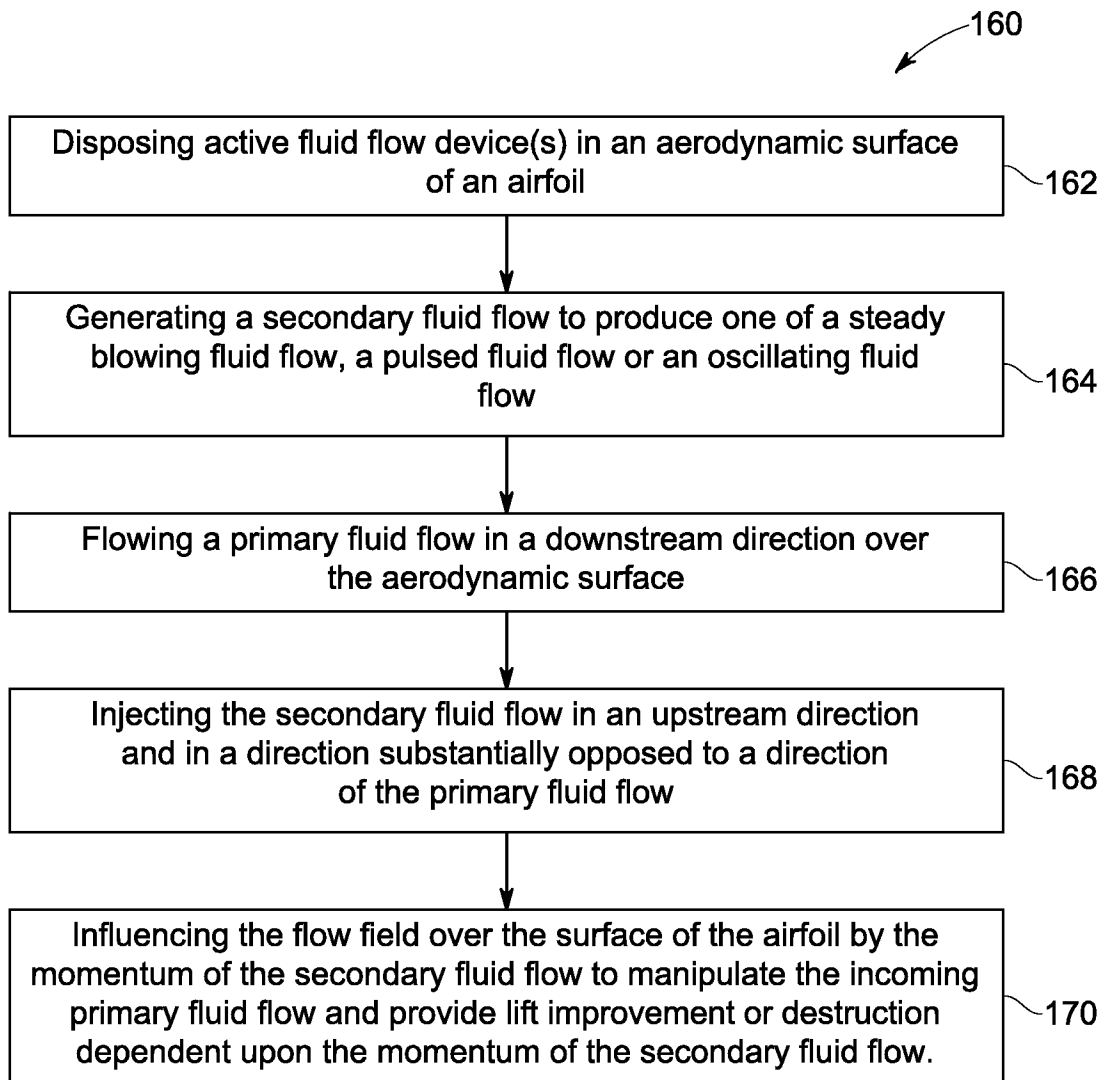 160
Disposing active fluid flow device(s) in an aerodynamic surface
of an airfoil
162
Generating a secondary fluid flow to produce one of a steady
blowing fluid flow, a pulsed fluid flow or an oscillating fluid
flow
164
Flowing a primary fluid flow in a downstream direction over
the aerodynamic surface
166
Injecting the secondary fluid flow in an upstream direction
and in a direction substantially opposed to a direction
of the primary fluid flow
168
Influencing the flow field over the surface of the airfoil by the
momentum of the secondary fluid flow to manipulate the incoming
primary fluid flow and provide lift improvement or destruction
dependent upon the momentum of the secondary fluid flow.
170